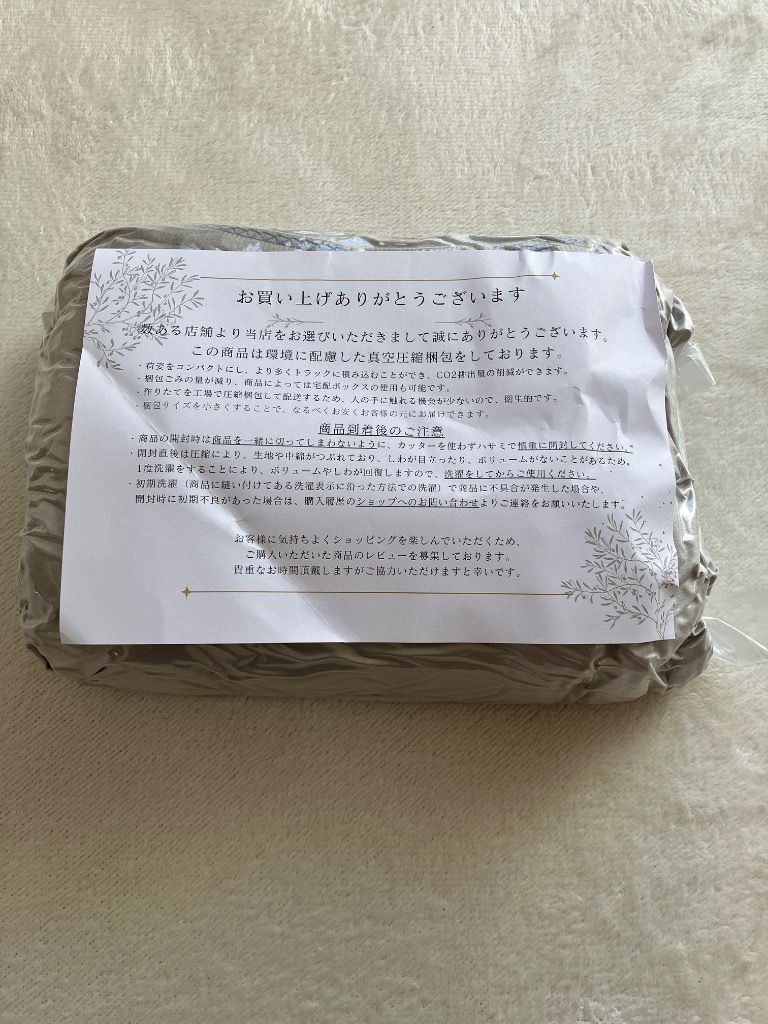 お買い上げありがとうございます
数ある店舗より当店をお選びいただきまして誠にありがとうございます。
この商品は環境に配慮した真空圧縮梱包をしております。
・荷姿をコンパクトにし、より多くトラックに積み込むことができ、CO2排出量の削減ができます。
・梱包ごみの量が減り、商品によっては宅配ボックスの使用も可能です。
・作りたてを工場で圧縮梱包して配送するため、人の手に触れる機会が少ないので、衛生的です。
・梱包サイズを小さくすることで、なるべくお安くお客様の元にお届けできます。
商品到着後のご注意
・商品の開封時は商品を一緒に切ってしまわないように、カッターを使わずハサミで慎重に開封してください。
・開封直後は圧縮により、生地や中綿がつぶれており、しわが目立ったり、ボリュームがないことがあるため、
1度洗濯をすることにより、ボリュームやしわが回復しますので、洗濯をしてからご使用ください。
・初期洗濯（商品に縫い付けてある洗濯表示に沿った方法での洗濯）で商品に不具合が発生した場合や、
開封時に初期不良があった場合は、購入履歴のショップへのお問い合わせよりご連絡をお願いいたします。
お客様に気持ちよくショッピングを楽しんでいただくため、
ご購入いただいた商品のレビューを募集しております。
貴重なお時間頂戴しますがご協力いただけますと幸いです。